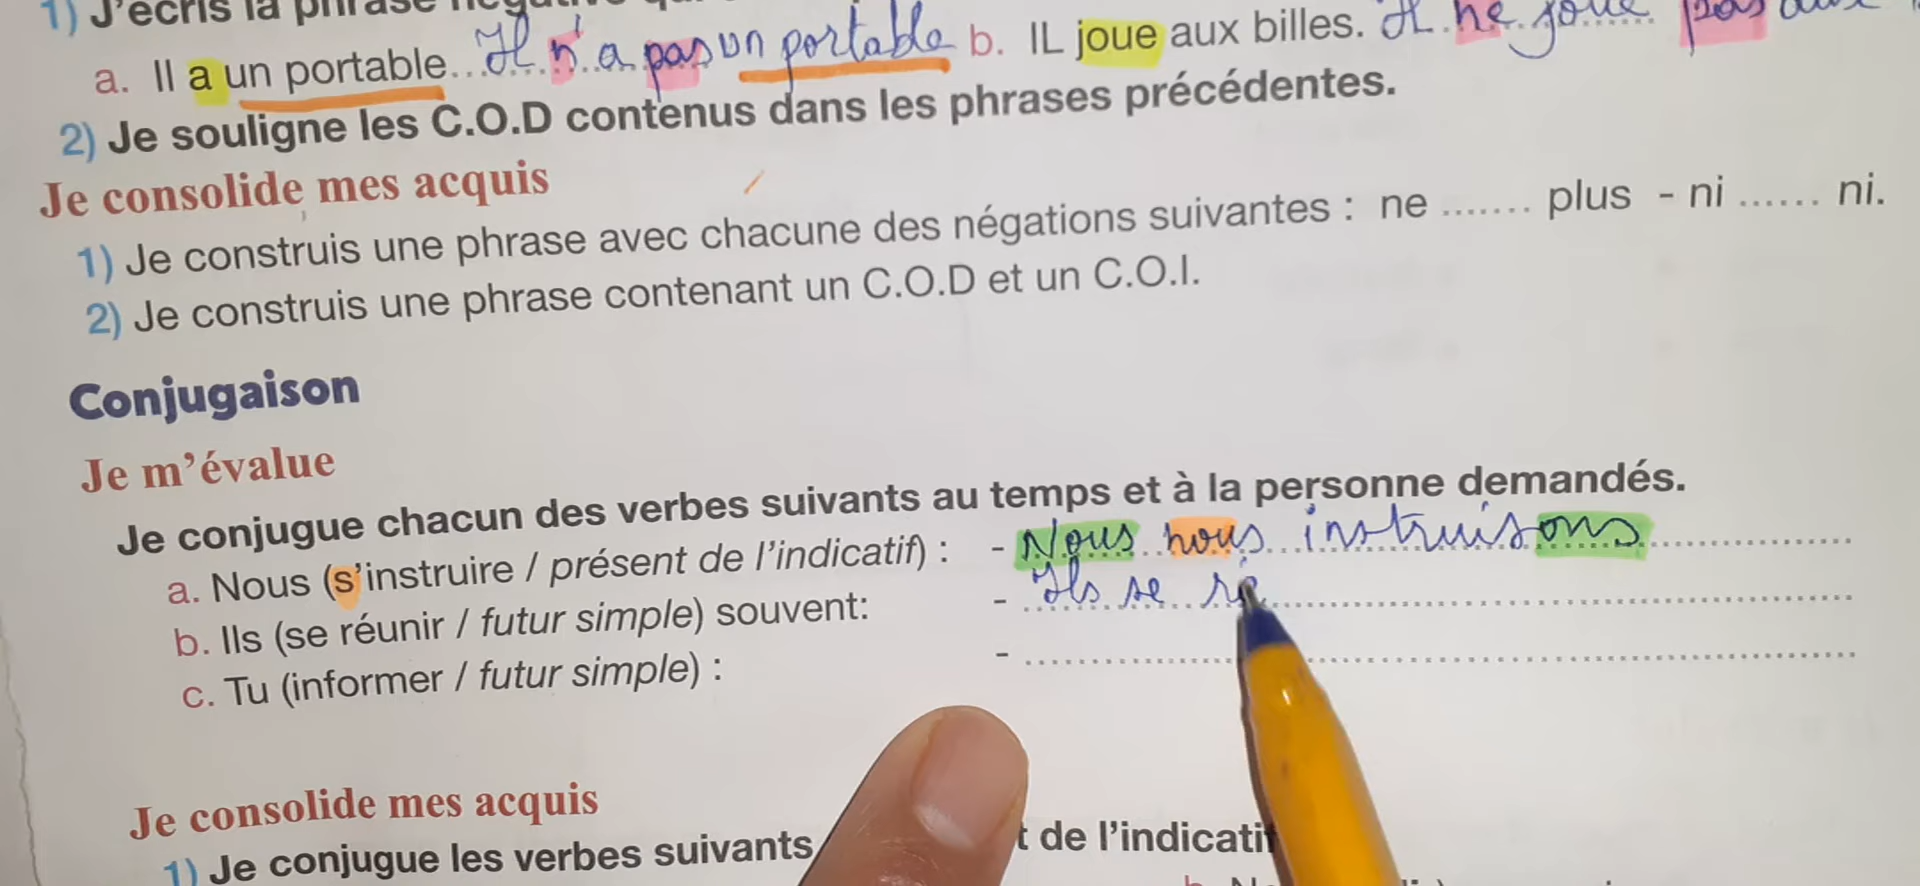 1) J'écris la phrase
a. Il a un portable...Il n'a pas un portable b. IL joue aux billes. Il ne joue pas aux
2) Je souligne les C.O.D contenus dans les phrases précédentes.
Je consolide mes acquis
1) Je construis une phrase avec chacune des négations suivantes : ne ....... plus - ni ...... ni.
2) Je construis une phrase contenant un C.O.D et un C.O.I.
Conjugaison
Je m'évalue
Je conjugue chacun des verbes suivants au temps et à la personne demandés.
a. Nous (s'instruire / présent de l'indicatif) : - Nous nous instruisons
b. Ils (se réunir / futur simple) souvent: - Ils se ré
c. Tu (informer / futur simple) : -
Je consolide mes acquis
1) Je conjugue les verbes suivants t de l'indicatif